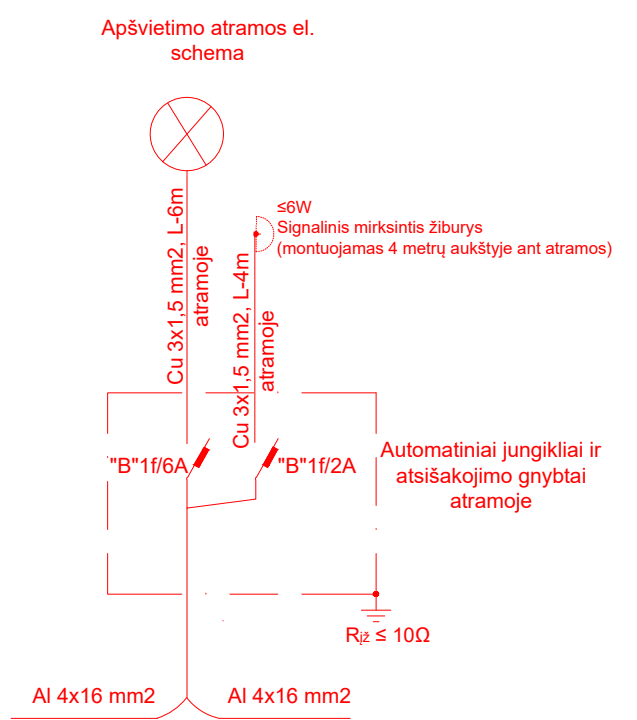 Apšvietimo atramos el.
schema
≤6W
Signalinis mirksintis žiburys
(montuojamas 4 metrų aukštyje ant atramos)
Cu 3x1,5 mm2, L-6m
atramoje
Cu 3x1,5 mm2, L-4m
atramoje
"B"1f/6A
"B"1f/2A
Automatiniai jungikliai ir
atsišakojimo gnybtai
atramoje
Rįž ≤ 10Ω
Al 4x16 mm2
Al 4x16 mm2